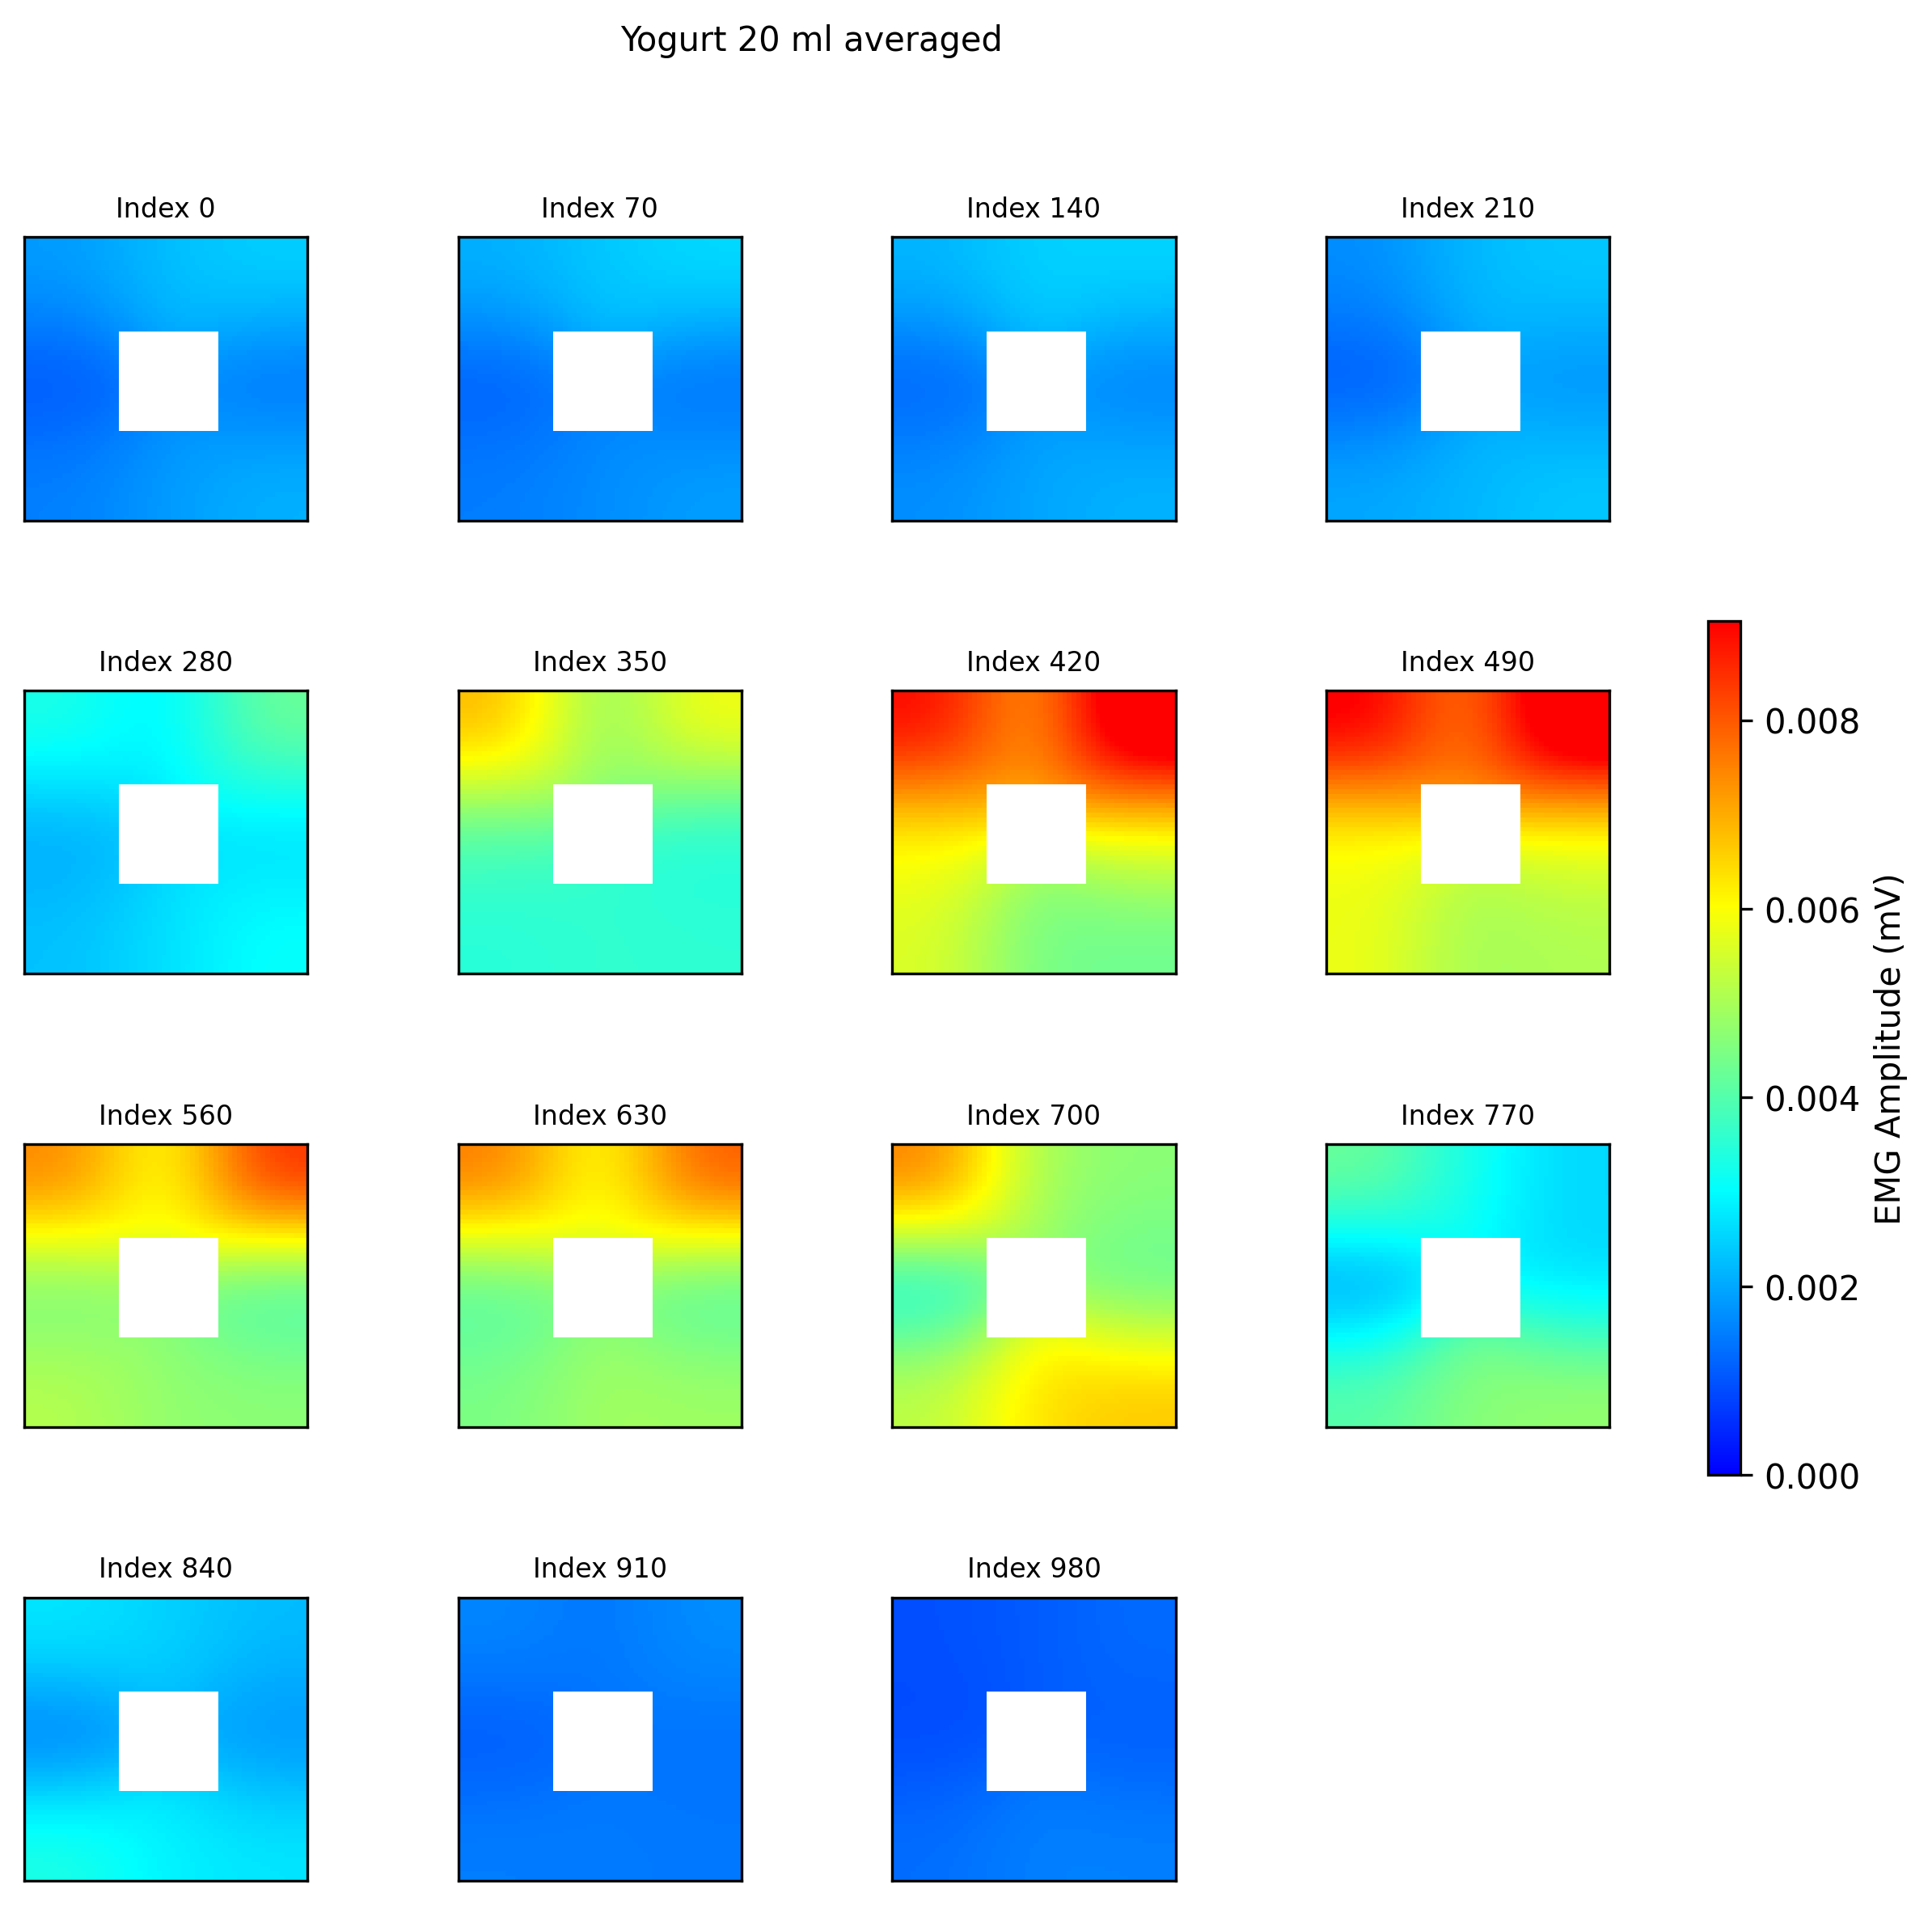 Yogurt 20 ml averaged
Index 0
Index 70
Index 140
Index 210
Index 280
Index 350
Index 420
Index 490
Index 560
Index 630
Index 700
Index 770
Index 840
Index 910
Index 980
0.008
0.006
0.004
0.002
0.000
EMG Amplitude (mV)